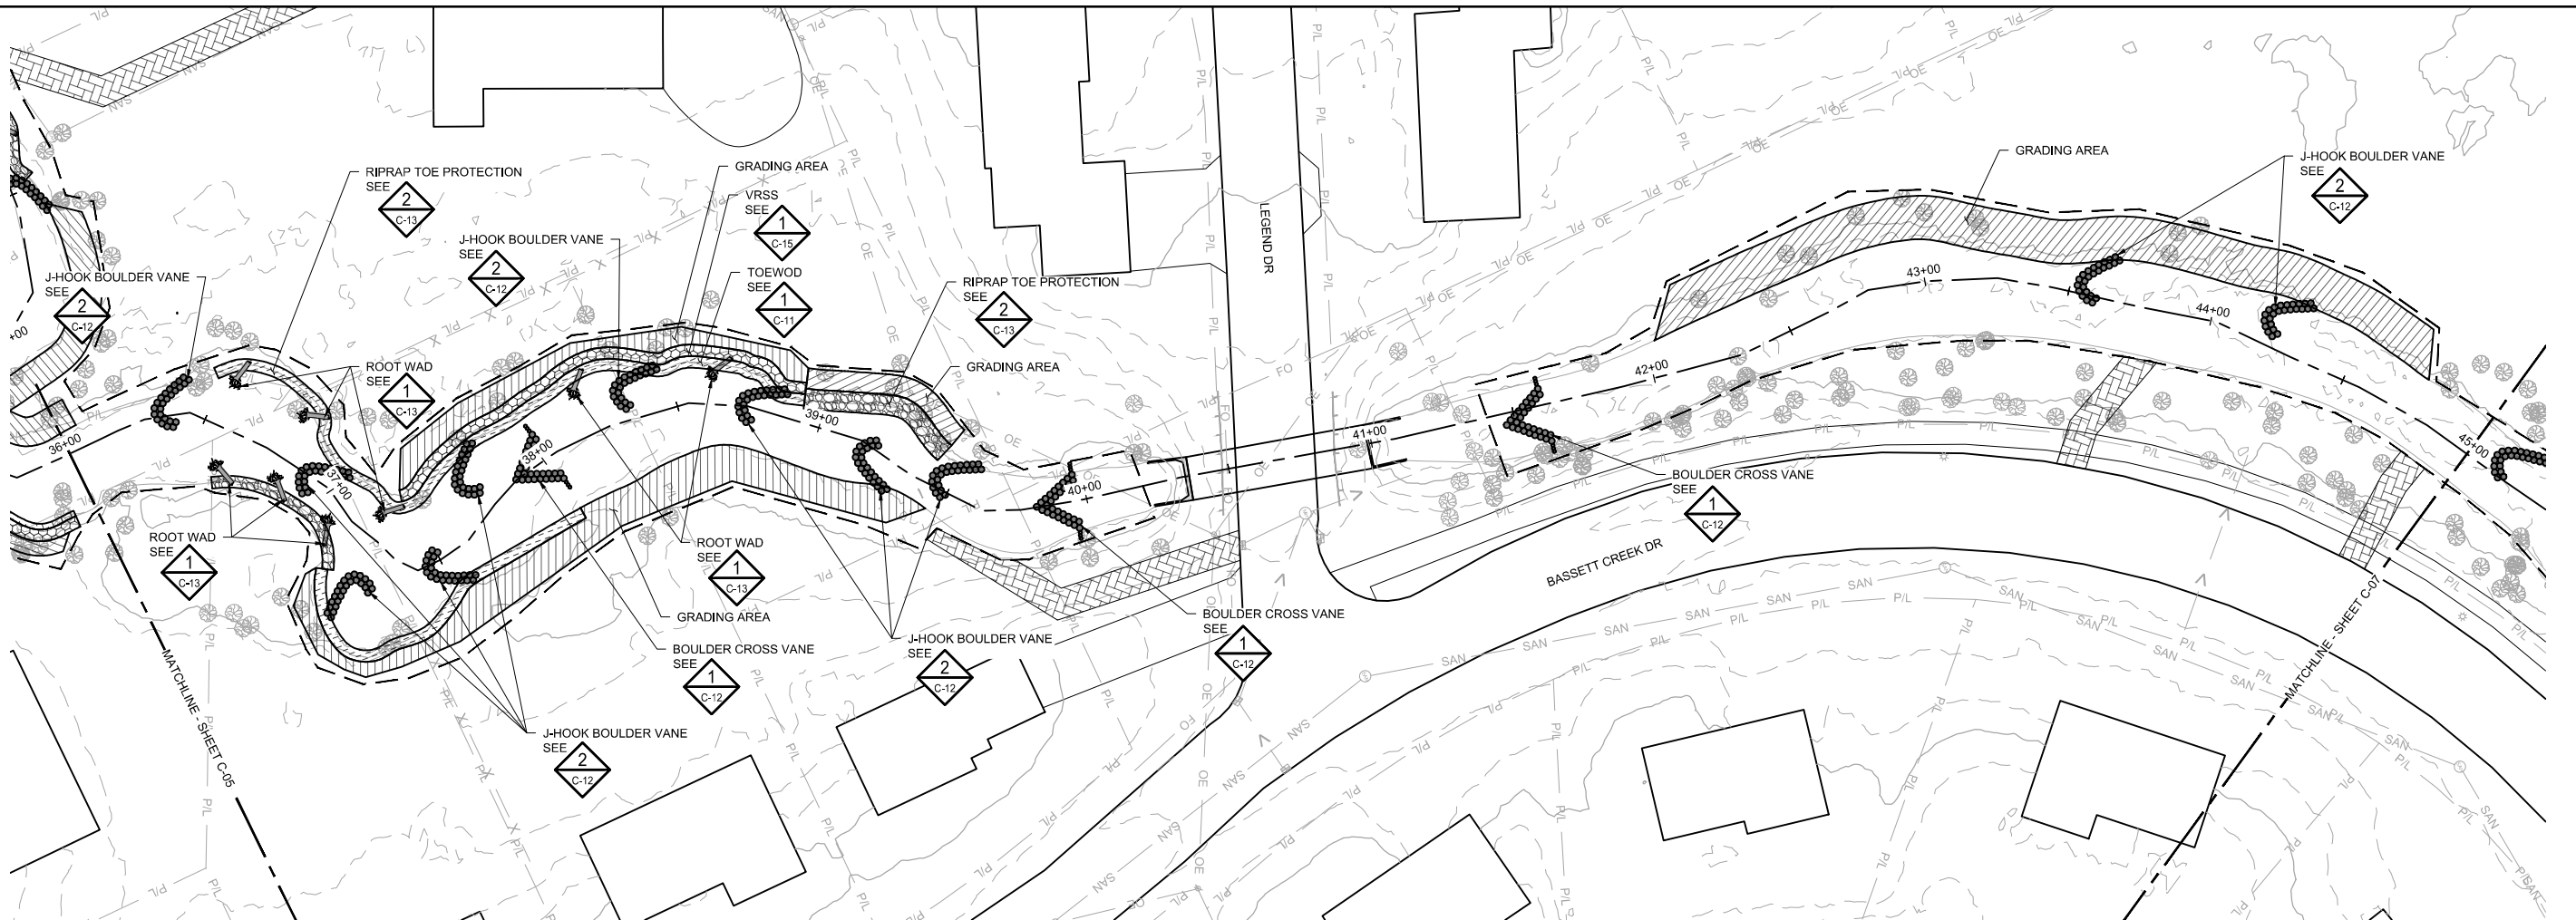 RIPRAP TOE PROTECTION
SEE
2
C-13
J-HOOK BOULDER VANE
SEE
2
C-12
J-HOOK BOULDER VANE
SEE
2
C-12
GRADING AREA
VRSS
SEE
1
C-15
TOEWOD
SEE
1
C-11
RIPRAP TOE PROTECTION
SEE
2
C-13
GRADING AREA
LEGEND DR
GRADING AREA
J-HOOK BOULDER VANE
SEE
2
C-12
ROOT WAD
SEE
1
C-13
+00
36+00
37+00
38+00
39+00
40+00
41+00
42+00
43+00
44+00
45+00
ROOT WAD
SEE
1
C-13
ROOT WAD
SEE
1
C-13
GRADING AREA
BOULDER CROSS VANE
SEE
1
C-12
J-HOOK BOULDER VANE
SEE
2
C-12
J-HOOK BOULDER VANE
SEE
2
C-12
BOULDER CROSS VANE
SEE
1
C-12
BOULDER CROSS VANE
SEE
1
C-12
BASSETT CREEK DR
MATCHLINE - SHEET C-05
MATCHLINE - SHEET C-07
P/L
SAN
OE
FO
X